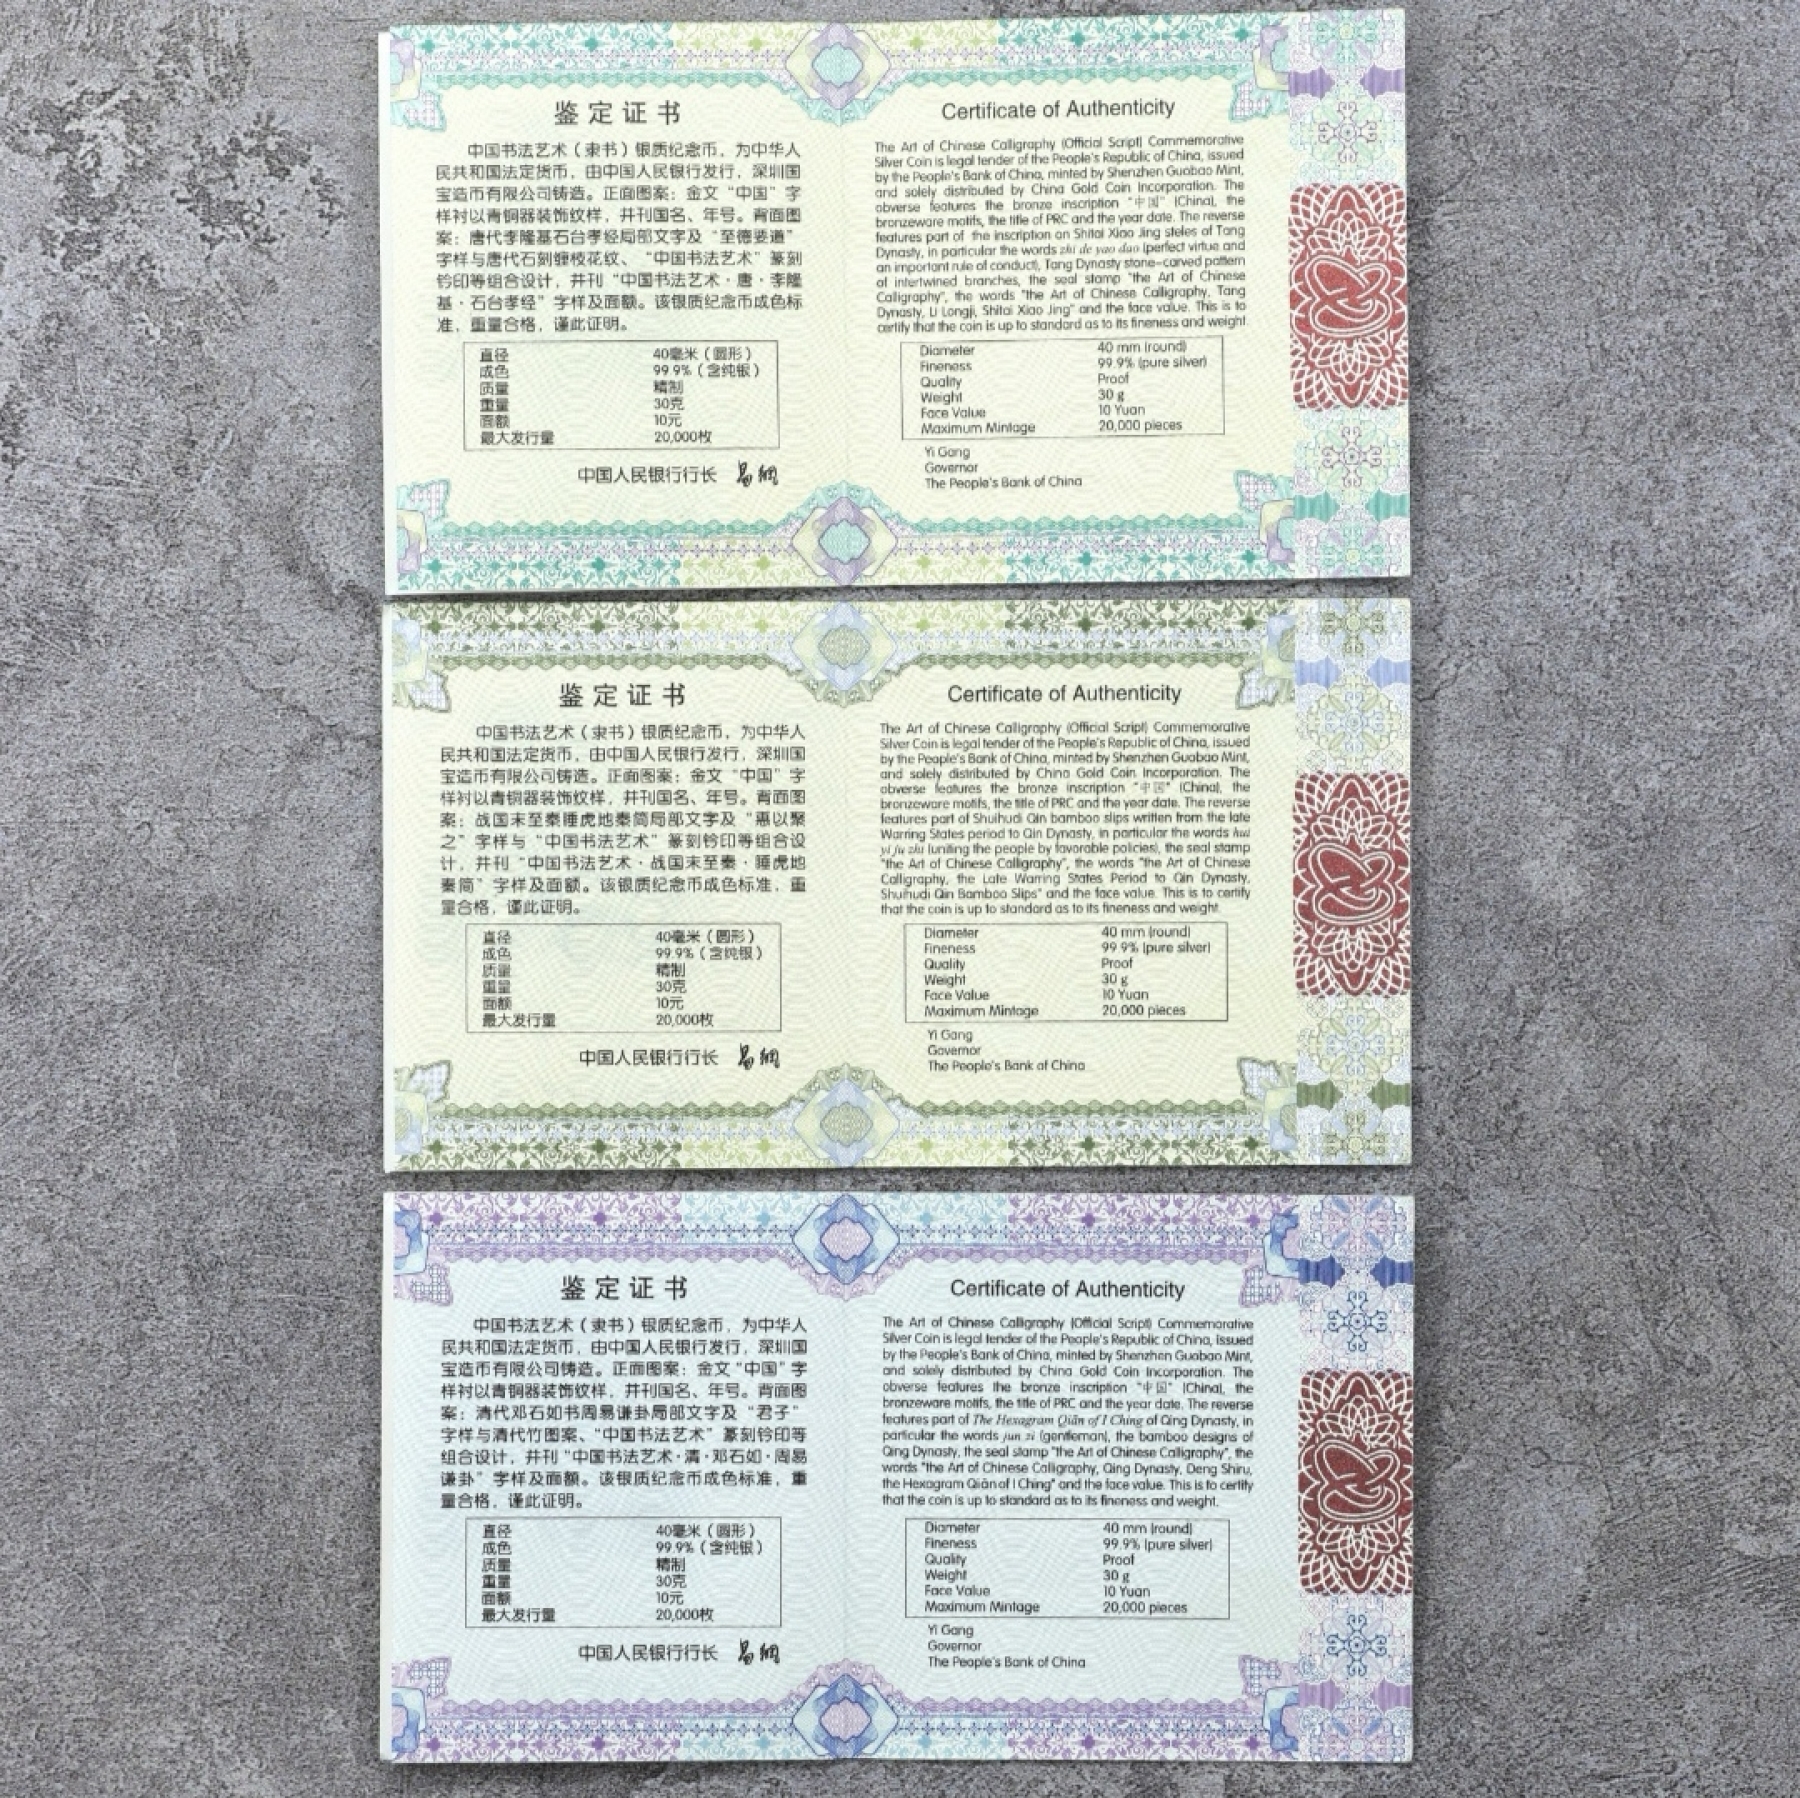 鉴定证书
中国书法艺术（隶书）银质纪念币，为中华人
民共和国法定货币，由中国人民银行发行，深圳国
宝造币有限公司铸造。正面图案：金文“中国”字
样衬以青铜器装饰纹样，并刊国名、年号。背面图
案：唐代李隆基石台孝经局部文字及“至德要道”
字样与唐代石刻缠枝花纹、“中国书法艺术”篆刻
钤印等组合设计，并刊“中国书法艺术·唐·李隆
基·石台孝经”字样及面额。该银质纪念币成色标
准，重量合格，谨此证明。
直径 40毫米（圆形）
成色 99.9%（含纯银）
质量 精制
重量 30克
面额 10元
最大发行量 20,000枚
中国人民银行行长 易纲
Certificate of Authenticity
The Art of Chinese Calligraphy (Official Script) Commemorative
Silver Coin is legal tender of the People's Republic of China, issued
by the People's Bank of China, minted by Shenzhen Guobao Mint,
and solely distributed by China Gold Coin Incorporation. The
obverse features the bronze inscription "中国" (China), the
bronzeware motifs, the title of PRC and the year date. The reverse
features part of the inscription on Shitai Xiao Jing steles of Tang
Dynasty, in particular the words zhi de yao dao (perfect virtue and
an important rule of conduct), Tang Dynasty stone-carved pattern
of intertwined branches, the seal stamp "the Art of Chinese
Calligraphy", the words "the Art of Chinese Calligraphy, Tang
Dynasty, Li Longji, Shitai Xiao Jing" and the face value. This is to
certify that the coin is up to standard as to its fineness and weight.
Diameter 40 mm (round)
Fineness 99.9% (pure silver)
Quality Proof
Weight 30 g
Face Value 10 Yuan
Maximum Mintage 20,000 pieces
Yi Gang
Governor
The People's Bank of China
鉴定证书
中国书法艺术（隶书）银质纪念币，为中华人
民共和国法定货币，由中国人民银行发行，深圳国
宝造币有限公司铸造。正面图案：金文“中国”字
样衬以青铜器装饰纹样，并刊国名、年号。背面图
案：战国末至秦睡虎地秦简局部文字及“惠以聚
之”字样与“中国书法艺术”篆刻钤印等组合设
计，并刊“中国书法艺术·战国末至秦·睡虎地
秦简”字样及面额。该银质纪念币成色标准，重
量合格，谨此证明。
直径 40毫米（圆形）
成色 99.9%（含纯银）
质量 精制
重量 30克
面额 10元
最大发行量 20,000枚
中国人民银行行长 易纲
Certificate of Authenticity
The Art of Chinese Calligraphy (Official Script) Commemorative
Silver Coin is legal tender of the People's Republic of China, issued
by the People's Bank of China, minted by Shenzhen Guobao Mint,
and solely distributed by China Gold Coin Incorporation. The
obverse features the bronze inscription "中国" (China), the
bronzeware motifs, the title of PRC and the year date. The reverse
features part of Shuihudi Qin bamboo slips written from the late
Warring States period to Qin Dynasty, in particular the words hui
yi ju zhi (uniting the people by favorable policies), the seal stamp
"the Art of Chinese Calligraphy", the words "the Art of Chinese
Calligraphy, the Late Warring States Period to Qin Dynasty,
Shuihudi Qin Bamboo Slips" and the face value. This is to certify
that the coin is up to standard as to its fineness and weight.
Diameter 40 mm (round)
Fineness 99.9% (pure silver)
Quality Proof
Weight 30 g
Face Value 10 Yuan
Maximum Mintage 20,000 pieces
Yi Gang
Governor
The People's Bank of China
鉴定证书
中国书法艺术（隶书）银质纪念币，为中华人
民共和国法定货币，由中国人民银行发行，深圳国
宝造币有限公司铸造。正面图案：金文“中国”字
样衬以青铜器装饰纹样，并刊国名、年号。背面图
案：清代邓石如书周易谦卦局部文字及“君子”
字样与清代竹图案、“中国书法艺术”篆刻钤印等
组合设计，并刊“中国书法艺术·清·邓石如·周易
谦卦”字样及面额。该银质纪念币成色标准，重
量合格，谨此证明。
直径 40毫米（圆形）
成色 99.9%（含纯银）
质量 精制
重量 30克
面额 10元
最大发行量 20,000枚
中国人民银行行长 易纲
Certificate of Authenticity
The Art of Chinese Calligraphy (Official Script) Commemorative
Silver Coin is legal tender of the People's Republic of China, issued
by the People's Bank of China, minted by Shenzhen Guobao Mint,
and solely distributed by China Gold Coin Incorporation. The
obverse features the bronze inscription "中国" (China), the
bronzeware motifs, the title of PRC and the year date. The reverse
features part of The Hexagram Qiān of I Ching of Qing Dynasty, in
particular the words jun zi (gentleman), the bamboo designs of
Qing Dynasty, the seal stamp "the Art of Chinese Calligraphy", the
words "the Art of Chinese Calligraphy, Qing Dynasty, Deng Shiru,
the Hexagram Qiān of I Ching" and the face value. This is to certify
that the coin is up to standard as to its fineness and weight.
Diameter 40 mm (round)
Fineness 99.9% (pure silver)
Quality Proof
Weight 30 g
Face Value 10 Yuan
Maximum Mintage 20,000 pieces
Yi Gang
Governor
The People's Bank of China